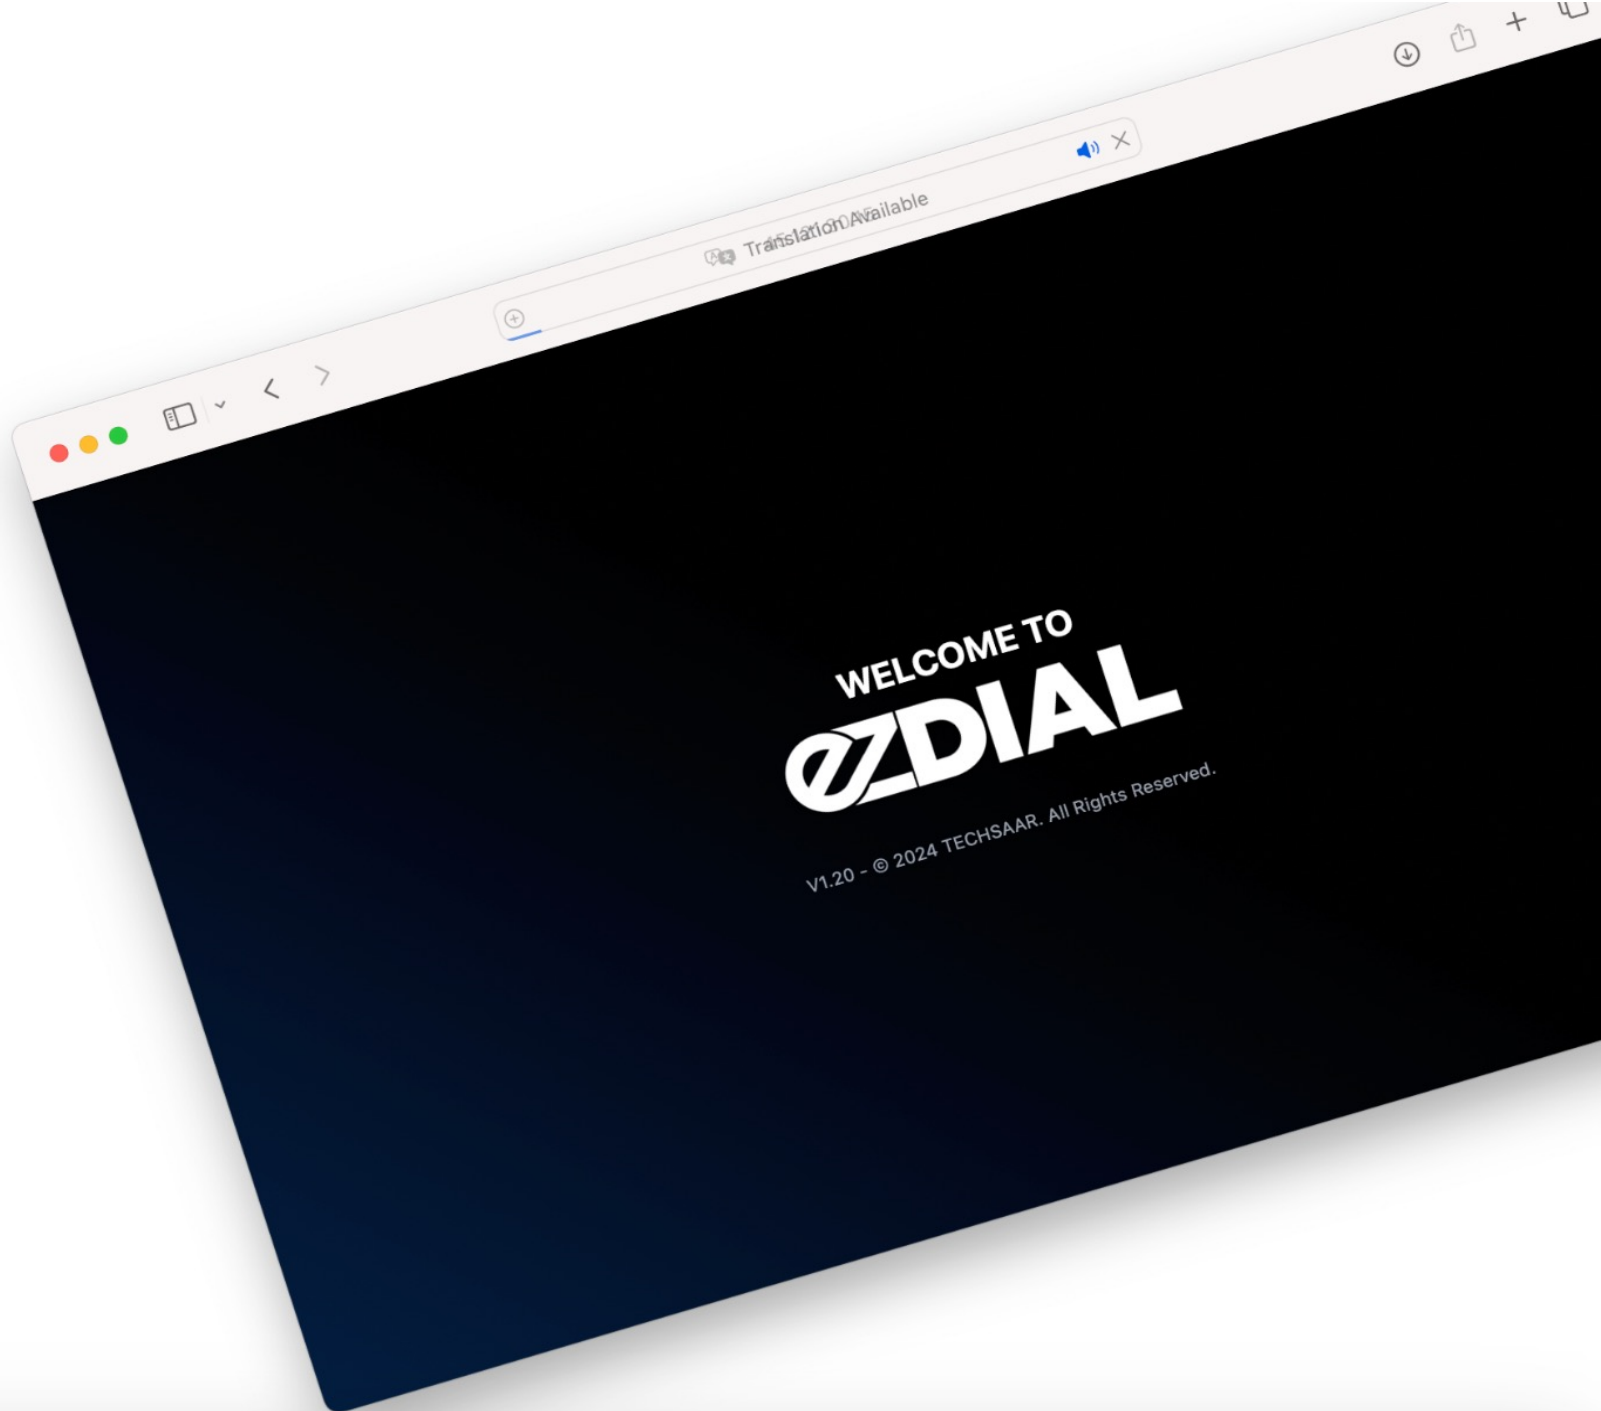 Translation Available
WELCOME TO
ezDIAL
V1.20 - © 2024 TECHSAAR. All Rights Reserved.